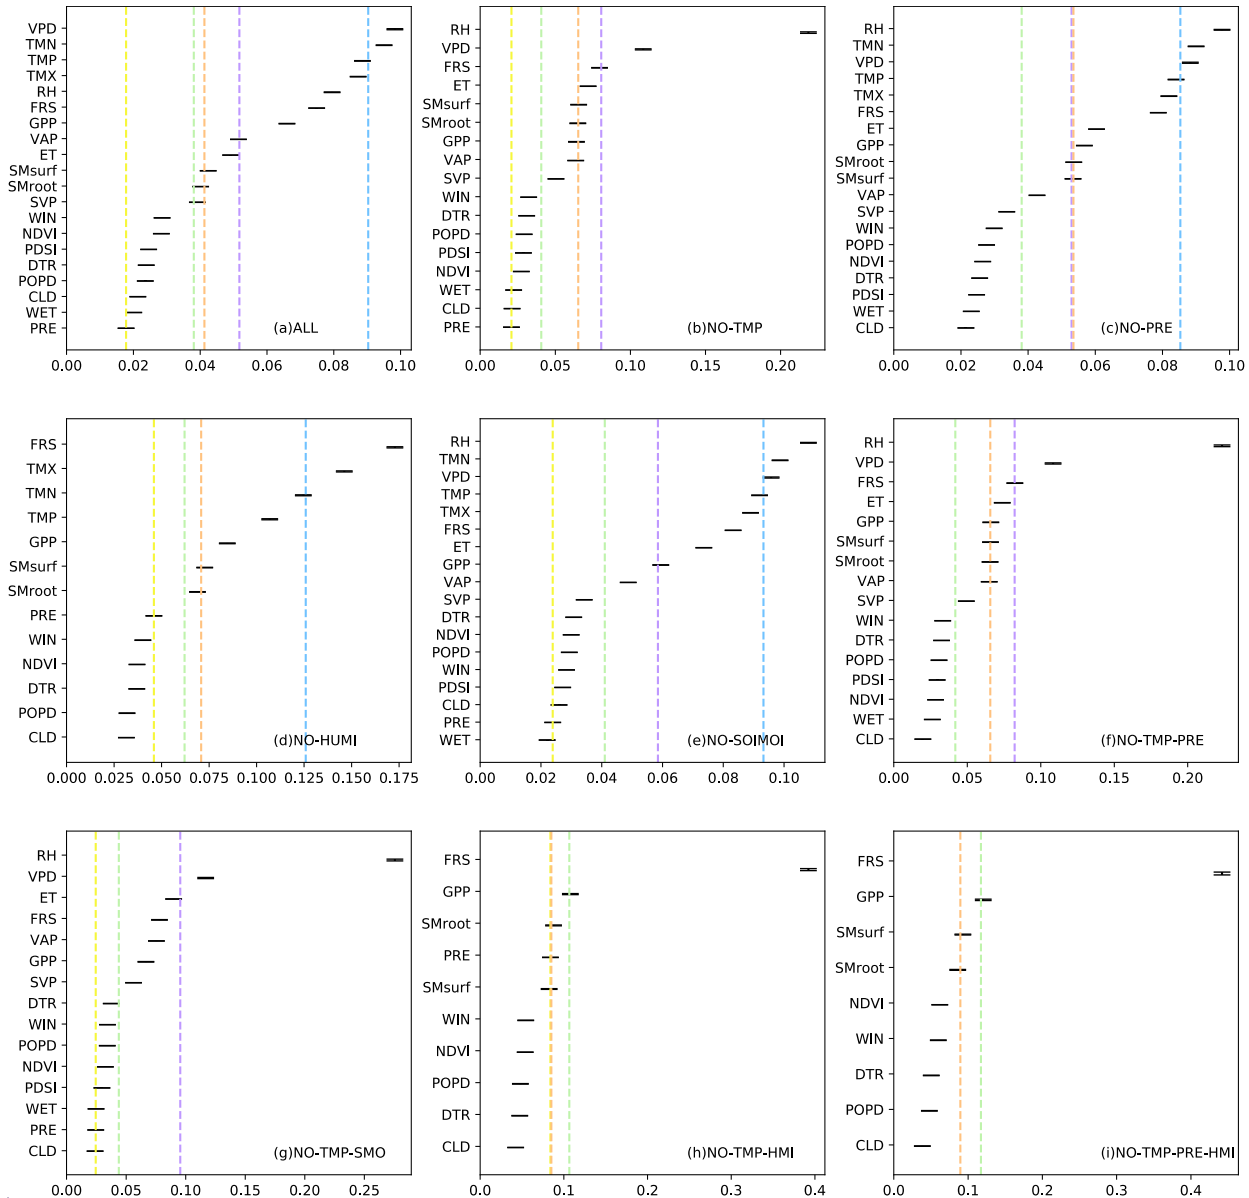 VPD
TMN
TMP
TMX
RH
FRS
GPP
VAP
ET
SMsurf
SMroot
SVP
WIN
NDVI
PDSI
DTR
POPD
CLD
WET
PRE
(a)ALL
0.00 0.02 0.04 0.06 0.08 0.10
RH
VPD
FRS
ET
SMsurf
SMroot
GPP
VAP
SVP
WIN
DTR
POPD
PDSI
NDVI
WET
CLD
PRE
(b)NO-TMP
0.00 0.05 0.10 0.15 0.20
RH
TMN
VPD
TMP
TMX
FRS
ET
GPP
SMroot
SMsurf
VAP
SVP
WIN
POPD
NDVI
DTR
PDSI
WET
CLD
(c)NO-PRE
0.00 0.02 0.04 0.06 0.08 0.10
FRS
TMX
TMN
TMP
GPP
SMsurf
SMroot
PRE
WIN
NDVI
DTR
POPD
CLD
(d)NO-HUMI
0.000 0.025 0.050 0.075 0.100 0.125 0.150 0.175
RH
TMN
VPD
TMP
TMX
FRS
ET
GPP
VAP
SVP
DTR
NDVI
POPD
WIN
PDSI
CLD
PRE
WET
(e)NO-SOIMOI
0.00 0.02 0.04 0.06 0.08 0.10
RH
VPD
FRS
ET
GPP
SMsurf
SMroot
VAP
SVP
WIN
DTR
POPD
PDSI
NDVI
WET
CLD
(f)NO-TMP-PRE
0.00 0.05 0.10 0.15 0.20
RH
VPD
ET
FRS
VAP
GPP
SVP
DTR
WIN
POPD
NDVI
PDSI
WET
PRE
CLD
(g)NO-TMP-SMO
0.00 0.05 0.10 0.15 0.20 0.25
FRS
GPP
SMroot
PRE
SMsurf
WIN
NDVI
POPD
DTR
CLD
(h)NO-TMP-HMI
0.0 0.1 0.2 0.3 0.4
FRS
GPP
SMsurf
SMroot
NDVI
WIN
DTR
POPD
CLD
(i)NO-TMP-PRE-HMI
0.0 0.1 0.2 0.3 0.4